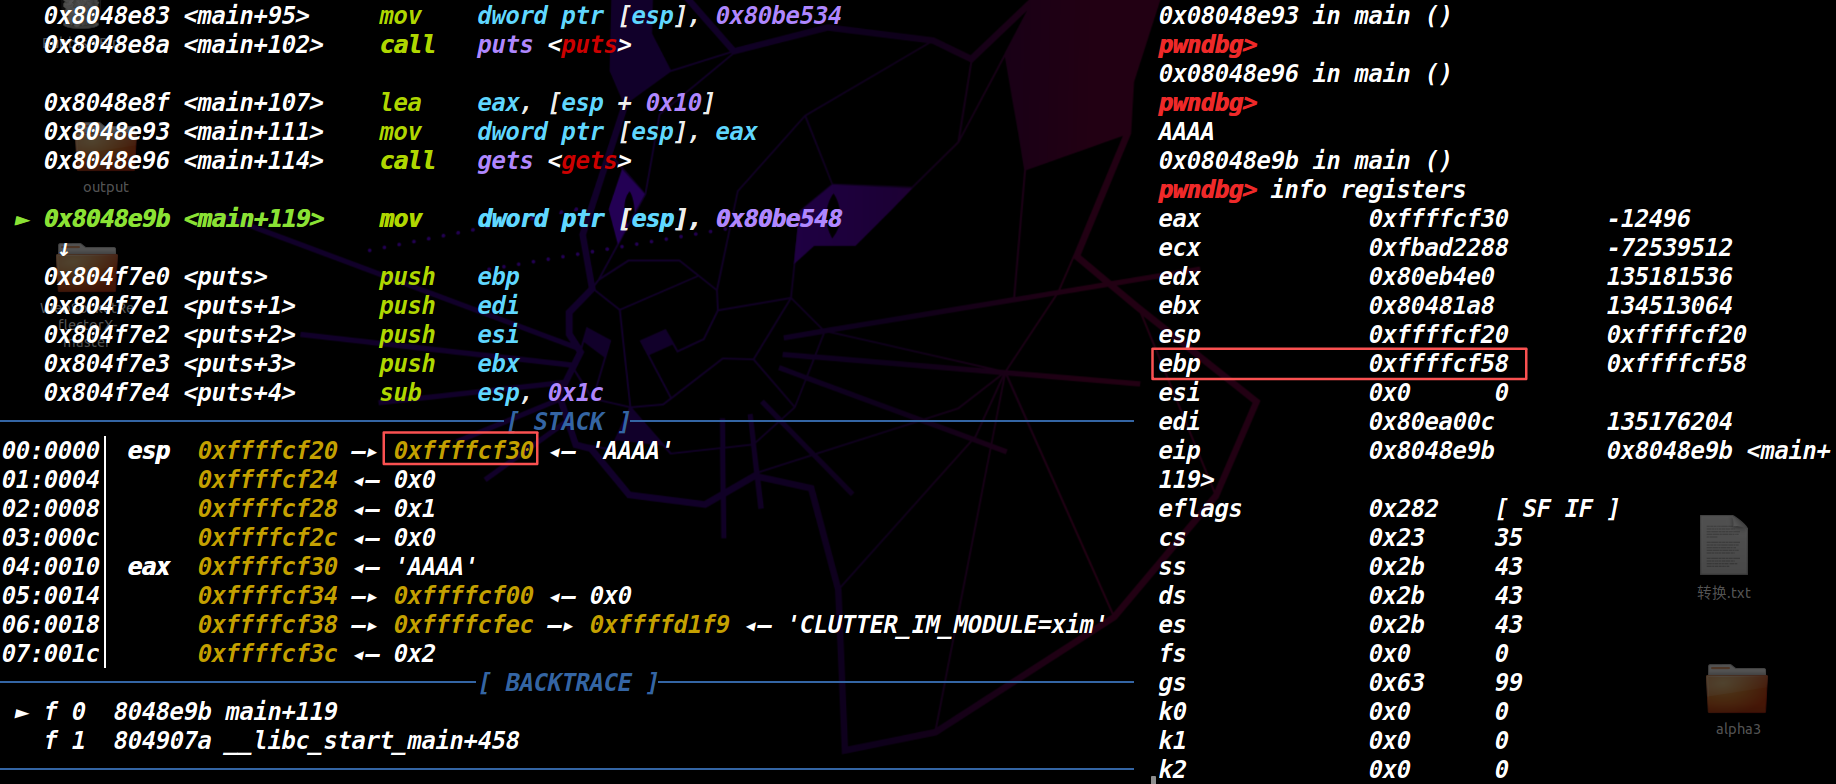 0x8048e83 <main+95>     mov    dword ptr [esp], 0x80be534
0x8048e8a <main+102>    call   puts <puts>
0x8048e8f <main+107>    lea    eax, [esp + 0x10]
0x8048e93 <main+111>    mov    dword ptr [esp], eax
0x8048e96 <main+114>    call   gets <gets>
output
► 0x8048e9b <main+119>    mov    dword ptr [esp], 0x80be548
↓
0x804f7e0 <puts>        push   ebp
0x804f7e1 <puts+1>      push   edi
0x804f7e2 <puts+2>      push   esi
0x804f7e3 <puts+3>      push   ebx
0x804f7e4 <puts+4>      sub    esp, 0x1c
[ STACK ]
00:0000│ esp  0xffffcf20 —▸ 0xffffcf30 ◂— 'AAAA'
01:0004│      0xffffcf24 ◂— 0x0
02:0008│      0xffffcf28 ◂— 0x1
03:000c│      0xffffcf2c ◂— 0x0
04:0010│ eax  0xffffcf30 ◂— 'AAAA'
05:0014│      0xffffcf34 —▸ 0xffffcf00 ◂— 0x0
06:0018│      0xffffcf38 —▸ 0xffffcfec —▸ 0xffffd1f9 ◂— 'CLUTTER_IM_MODULE=xim'
07:001c│      0xffffcf3c ◂— 0x2
[ BACKTRACE ]
► f 0  8048e9b main+119
f 1  804907a __libc_start_main+458
0x08048e93 in main ()
pwndbg>
0x08048e96 in main ()
pwndbg>
AAAA
0x08048e9b in main ()
pwndbg> info registers
eax            0xffffcf30       -12496
ecx            0xfbad2288       -72539512
edx            0x80eb4e0        135181536
ebx            0x80481a8        134513064
esp            0xffffcf20       0xffffcf20
ebp            0xffffcf58       0xffffcf58
esi            0x0      0
edi            0x80ea00c        135176204
eip            0x8048e9b        0x8048e9b <main+
119>
eflags         0x282    [ SF IF ]
cs             0x23     35
ss             0x2b     43
ds             0x2b     43
es             0x2b     43
fs             0x0      0
gs             0x63     99
k0             0x0      0
k1             0x0      0
k2             0x0      0
转换.txt
alpha3